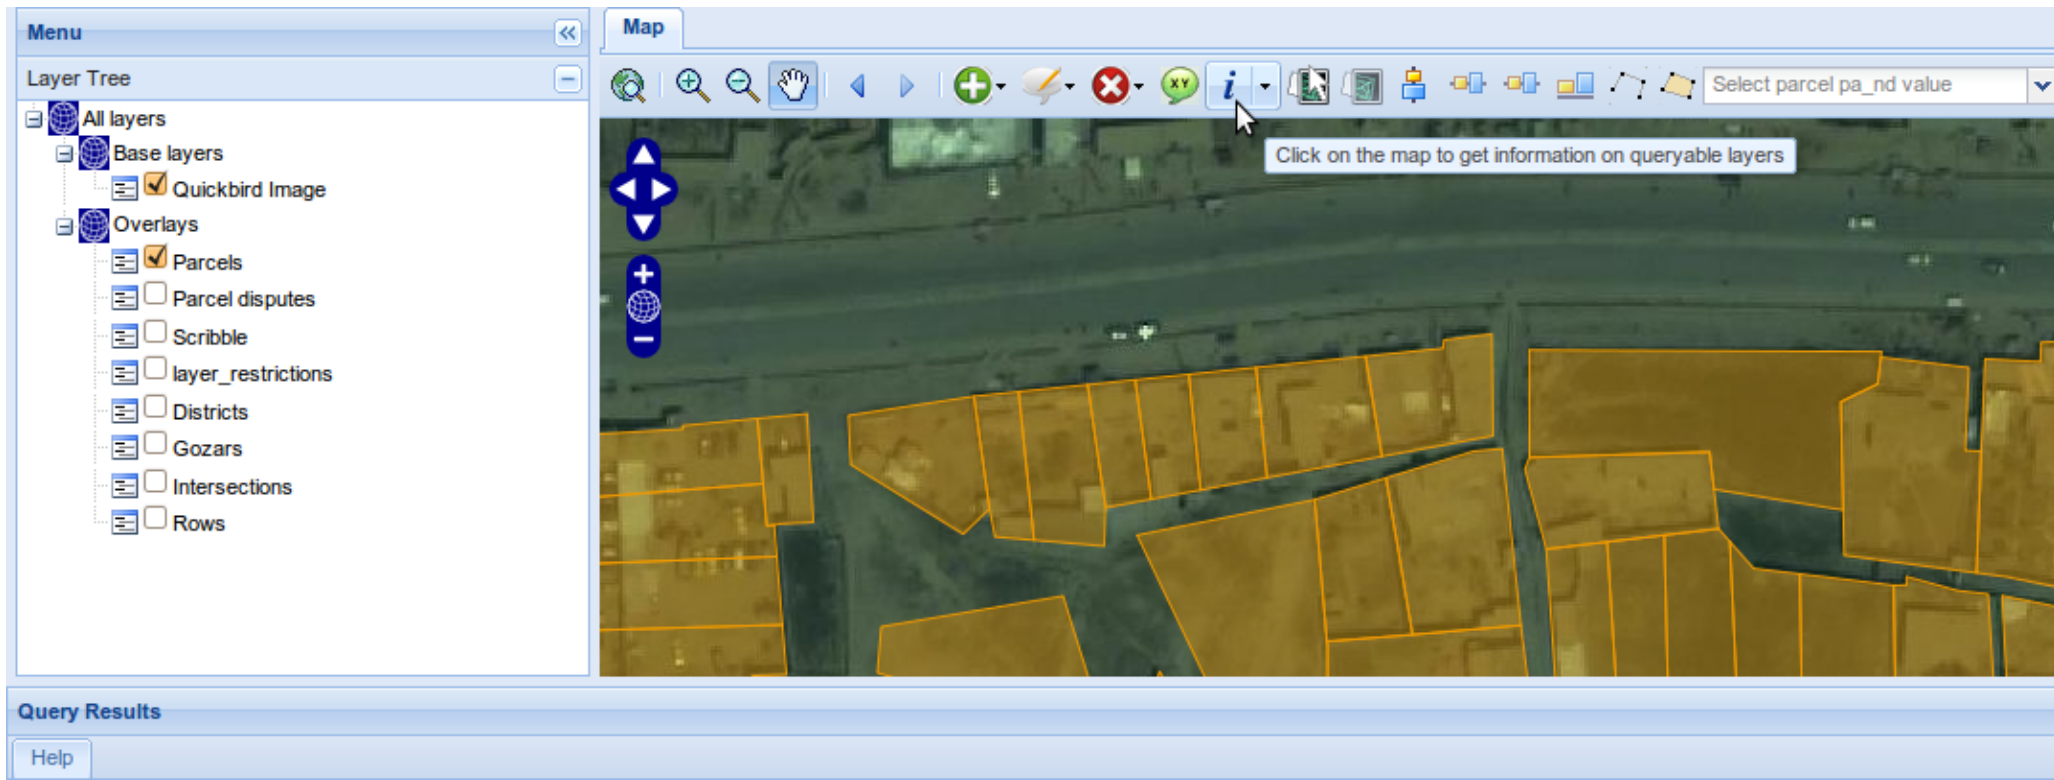 Menu
Map
Layer Tree
Select parcel pa_nd value
XY
i
Click on the map to get information on queryable layers
All layers
Base layers
Quickbird Image
Overlays
Parcels
Parcel disputes
Scribble
layer_restrictions
Districts
Gozars
Intersections
Rows
Query Results
Help